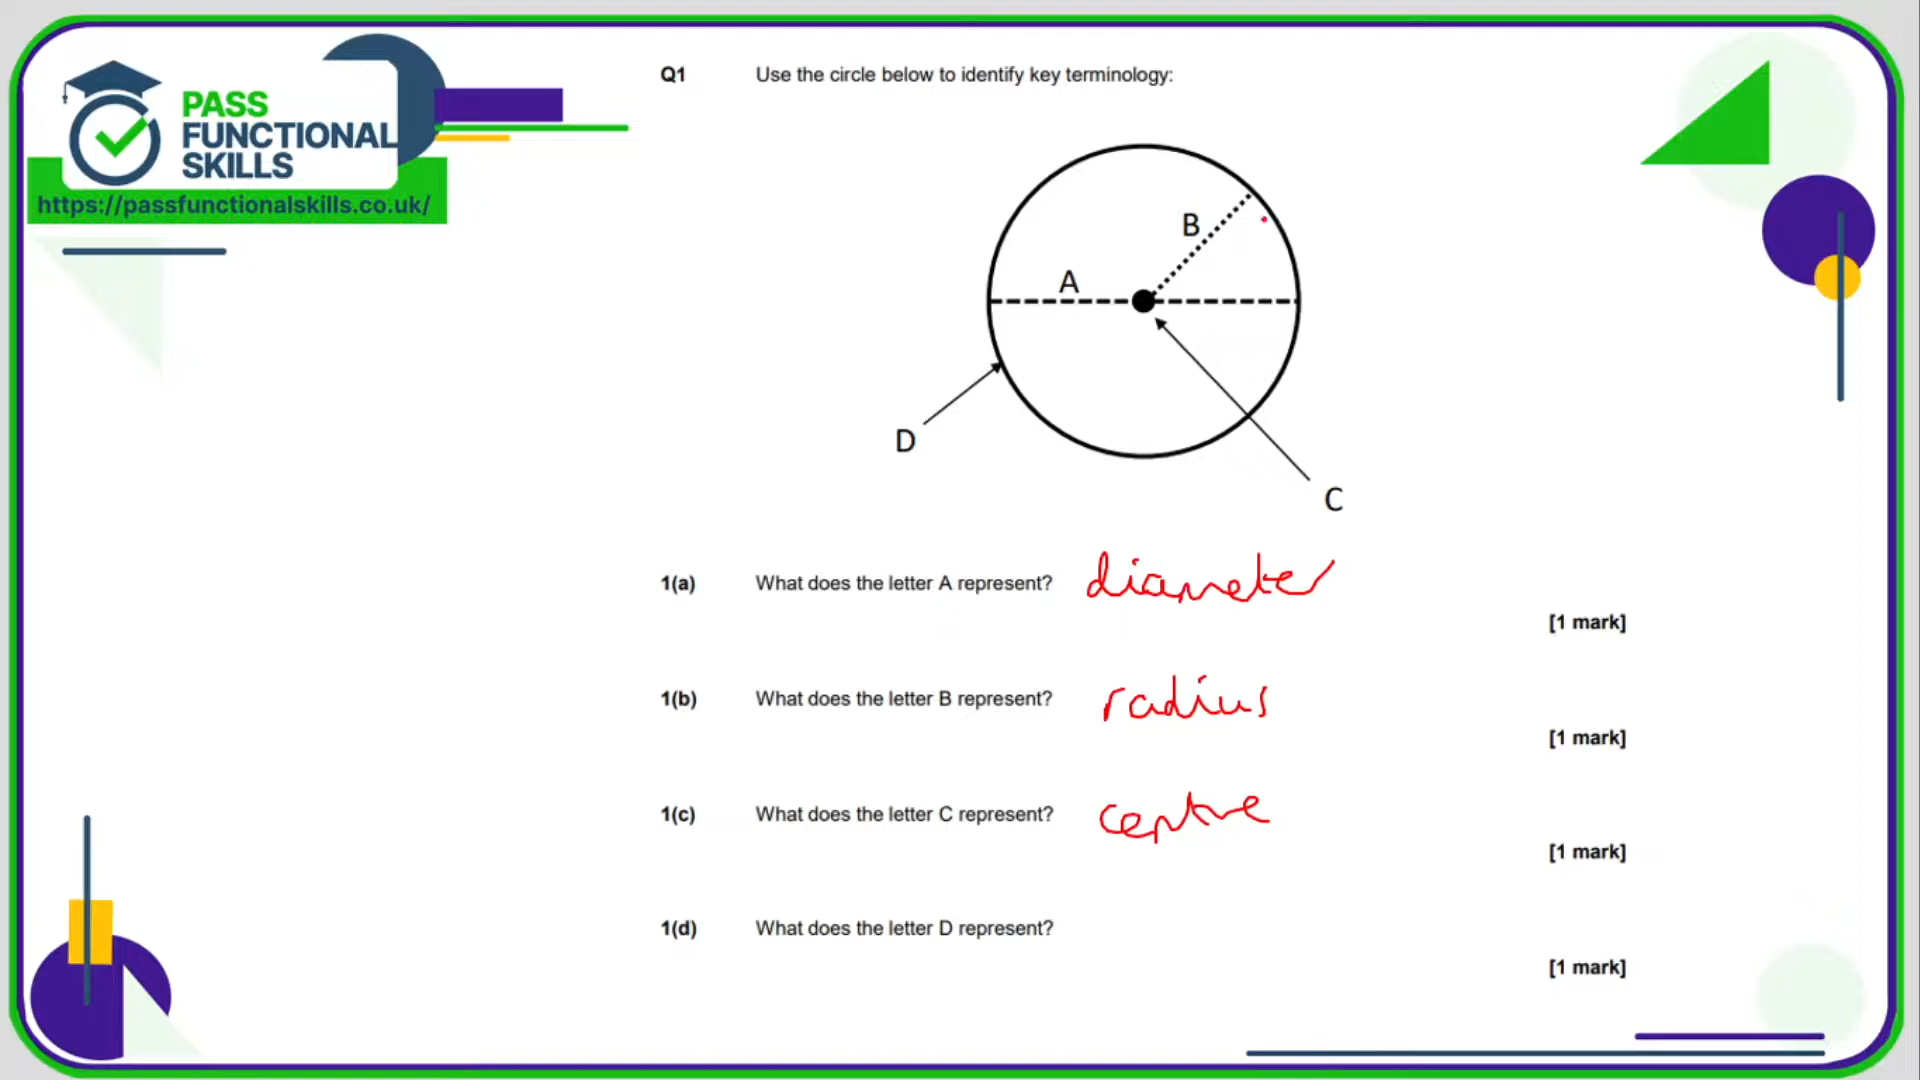 PASS
FUNCTIONAL
SKILLS
https://passfunctionalskills.co.uk/
Q1 Use the circle below to identify key terminology:
B
A
D
C
1(a) What does the letter A represent? diameter
[1 mark]
1(b) What does the letter B represent? radius
[1 mark]
1(c) What does the letter C represent? centre
[1 mark]
1(d) What does the letter D represent?
[1 mark]